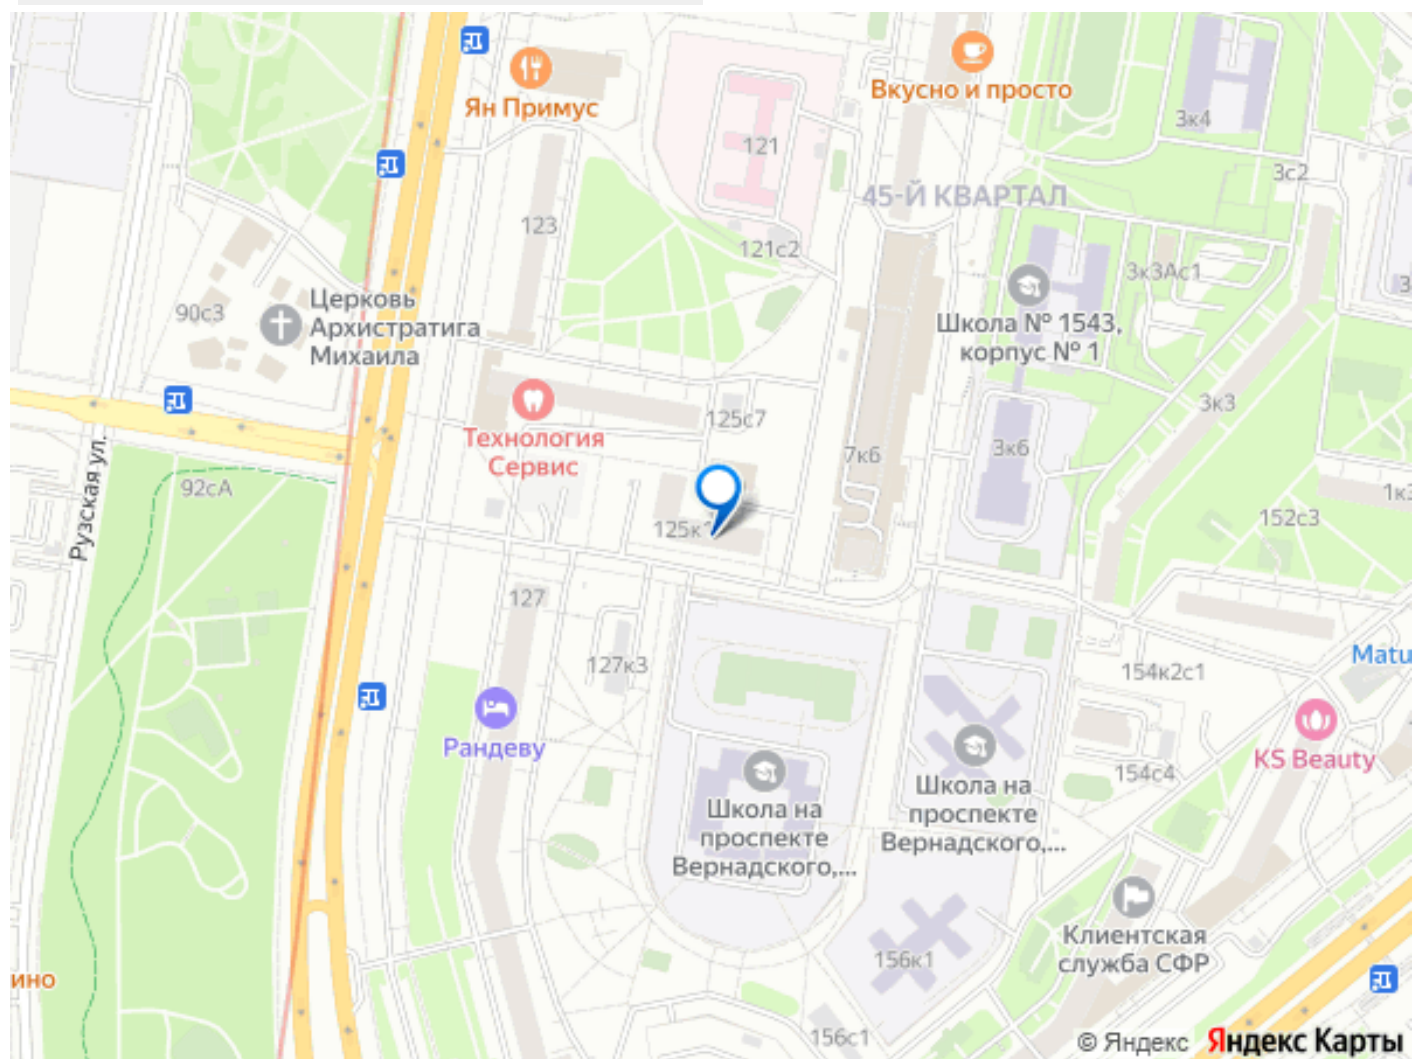 Ян Примус
Вкусно и просто
3к4
121
3с2
45-Й КВАРТАЛ
123
121с2
3к3Ас1
Церковь
Архистратига
Михаила
90с3
Школа № 1543,
корпус № 1
3к3
125с7
Технология
Сервис
7к6
3к6
92сА
152с3
Рузская ул.
127
127к3
154к2с1
Matu
Рандеву
KS Beauty
154с4
Школа на
проспекте
Вернадского,...
Школа на
проспекте
Вернадского,...
Клиентская
служба СФР
156к1
ино
156с1
© Яндекс Яндекс Карты